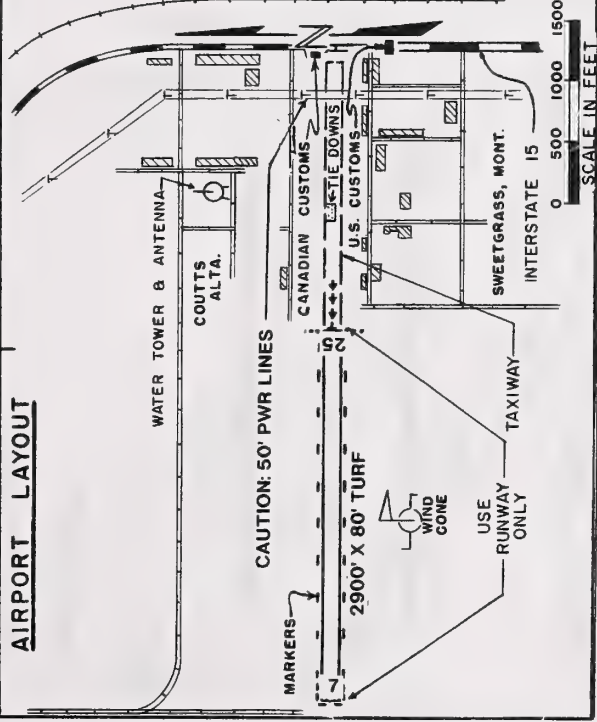 AIRPORT LAYOUT
WATER TOWER & ANTENNA
COUTTS
ALTA.
CAUTION: 50' PWR LINES
CANADIAN CUSTOMS
TIE DOWNS
U.S. CUSTOMS
25
MARKERS
7
2900' X 80' TURF
WIND
CONE
USE
RUNWAY
ONLY
TAXIWAY
SWEETGRASS, MONT.
INTERSTATE 15
N
0 500 1000 1500
SCALE IN FEET